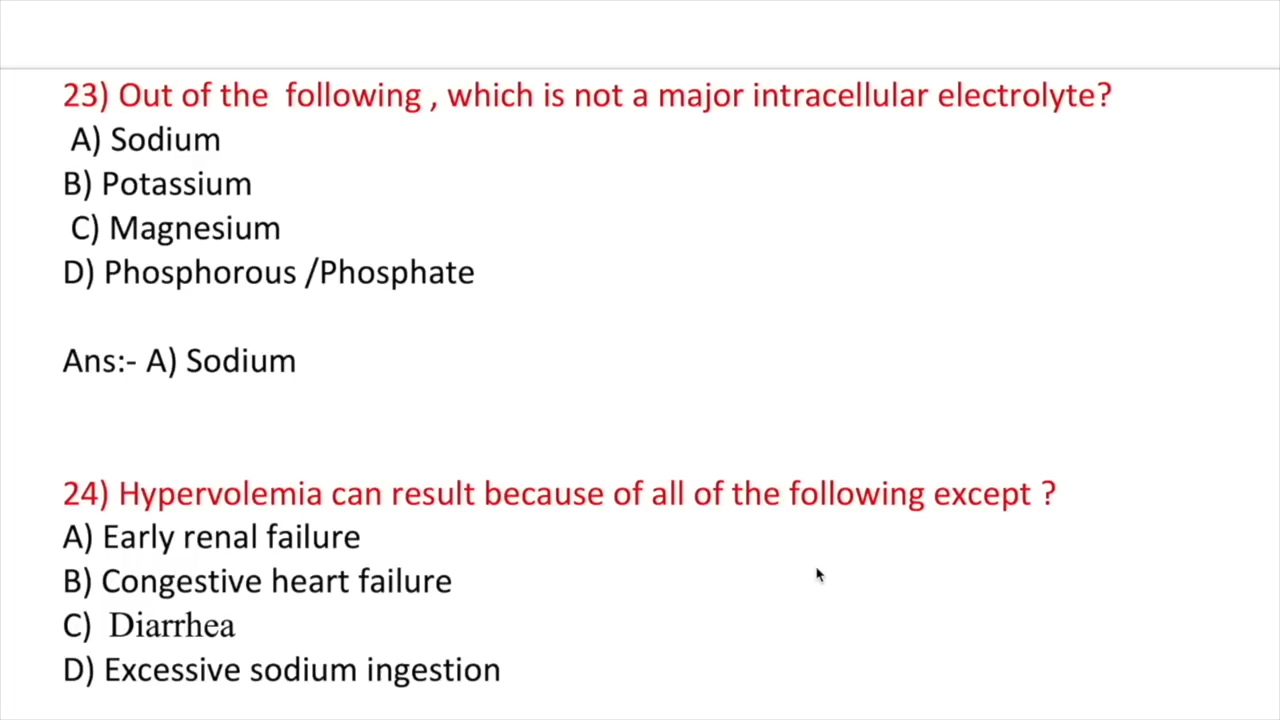 23) Out of the  following , which is not a major intracellular electrolyte?
A) Sodium
B) Potassium
C) Magnesium
D) Phosphorous /Phosphate
Ans:- A) Sodium
24) Hypervolemia can result because of all of the following except ?
A) Early renal failure
B) Congestive heart failure
C)  Diarrhea
D) Excessive sodium ingestion